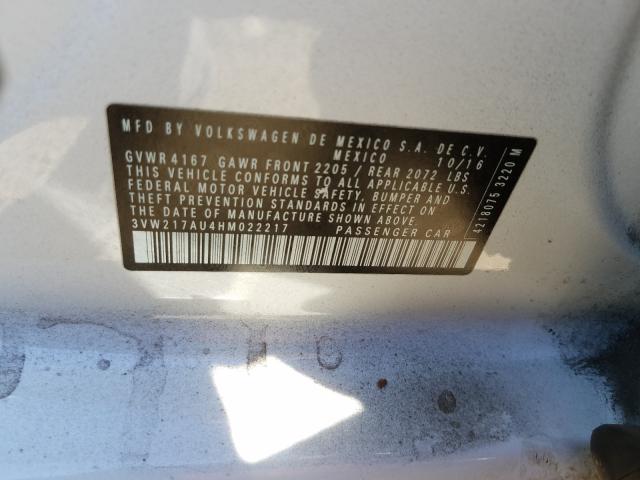 MFD BY VOLKSWAGEN DE MEXICO S.A. DE C.V.
MEXICO 10/16
GVWR 4167 GAWR FRONT 2205 / REAR 2072 LBS
THIS VEHICLE CONFORMS TO ALL APPLICABLE U.S.
FEDERAL MOTOR VEHICLE SAFETY, BUMPER AND
THEFT PREVENTION STANDARDS IN EFFECT ON
THE DATE OF MANUFACTURE SHOWN ABOVE.
3VW217AU4HM022217 PASSENGER CAR
4218075 3220 M